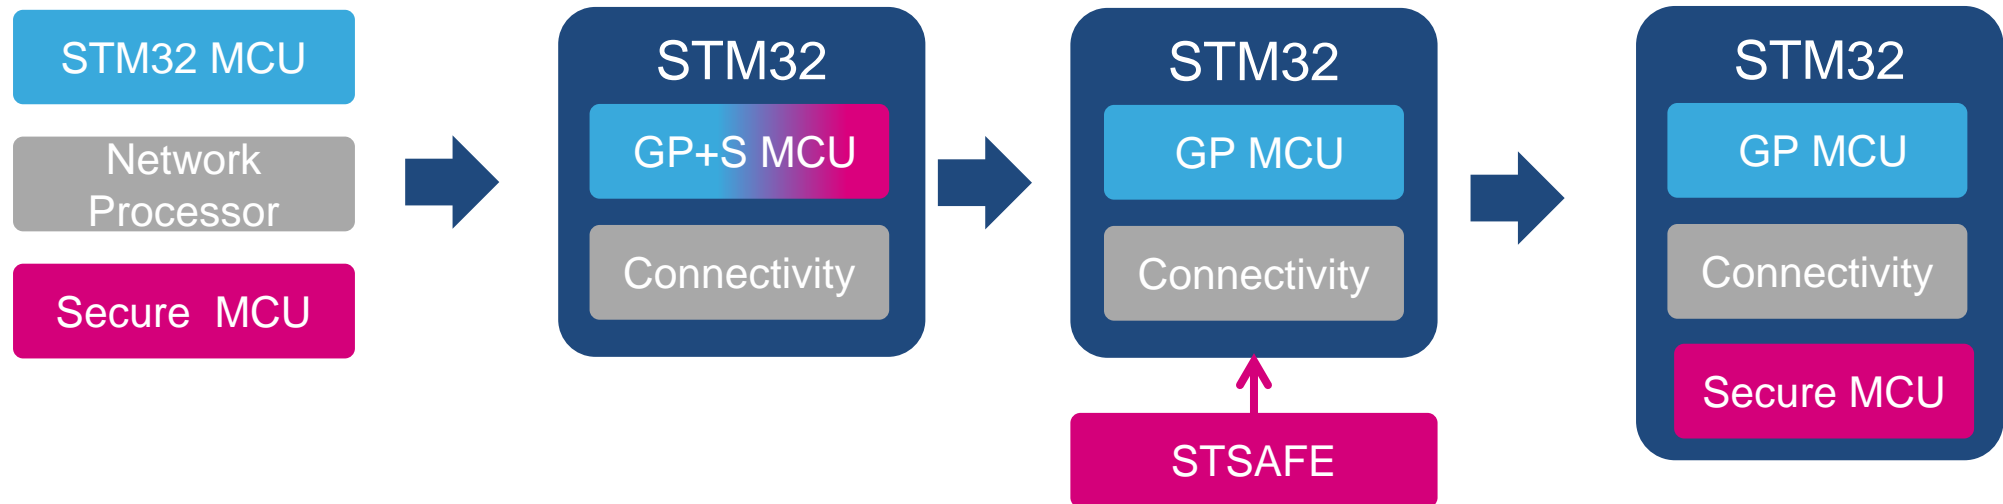 STM32 MCU
Network
Processor
Secure MCU
STM32
GP+S MCU
Connectivity
STM32
GP MCU
Connectivity
STSAFE
STM32
GP MCU
Connectivity
Secure MCU